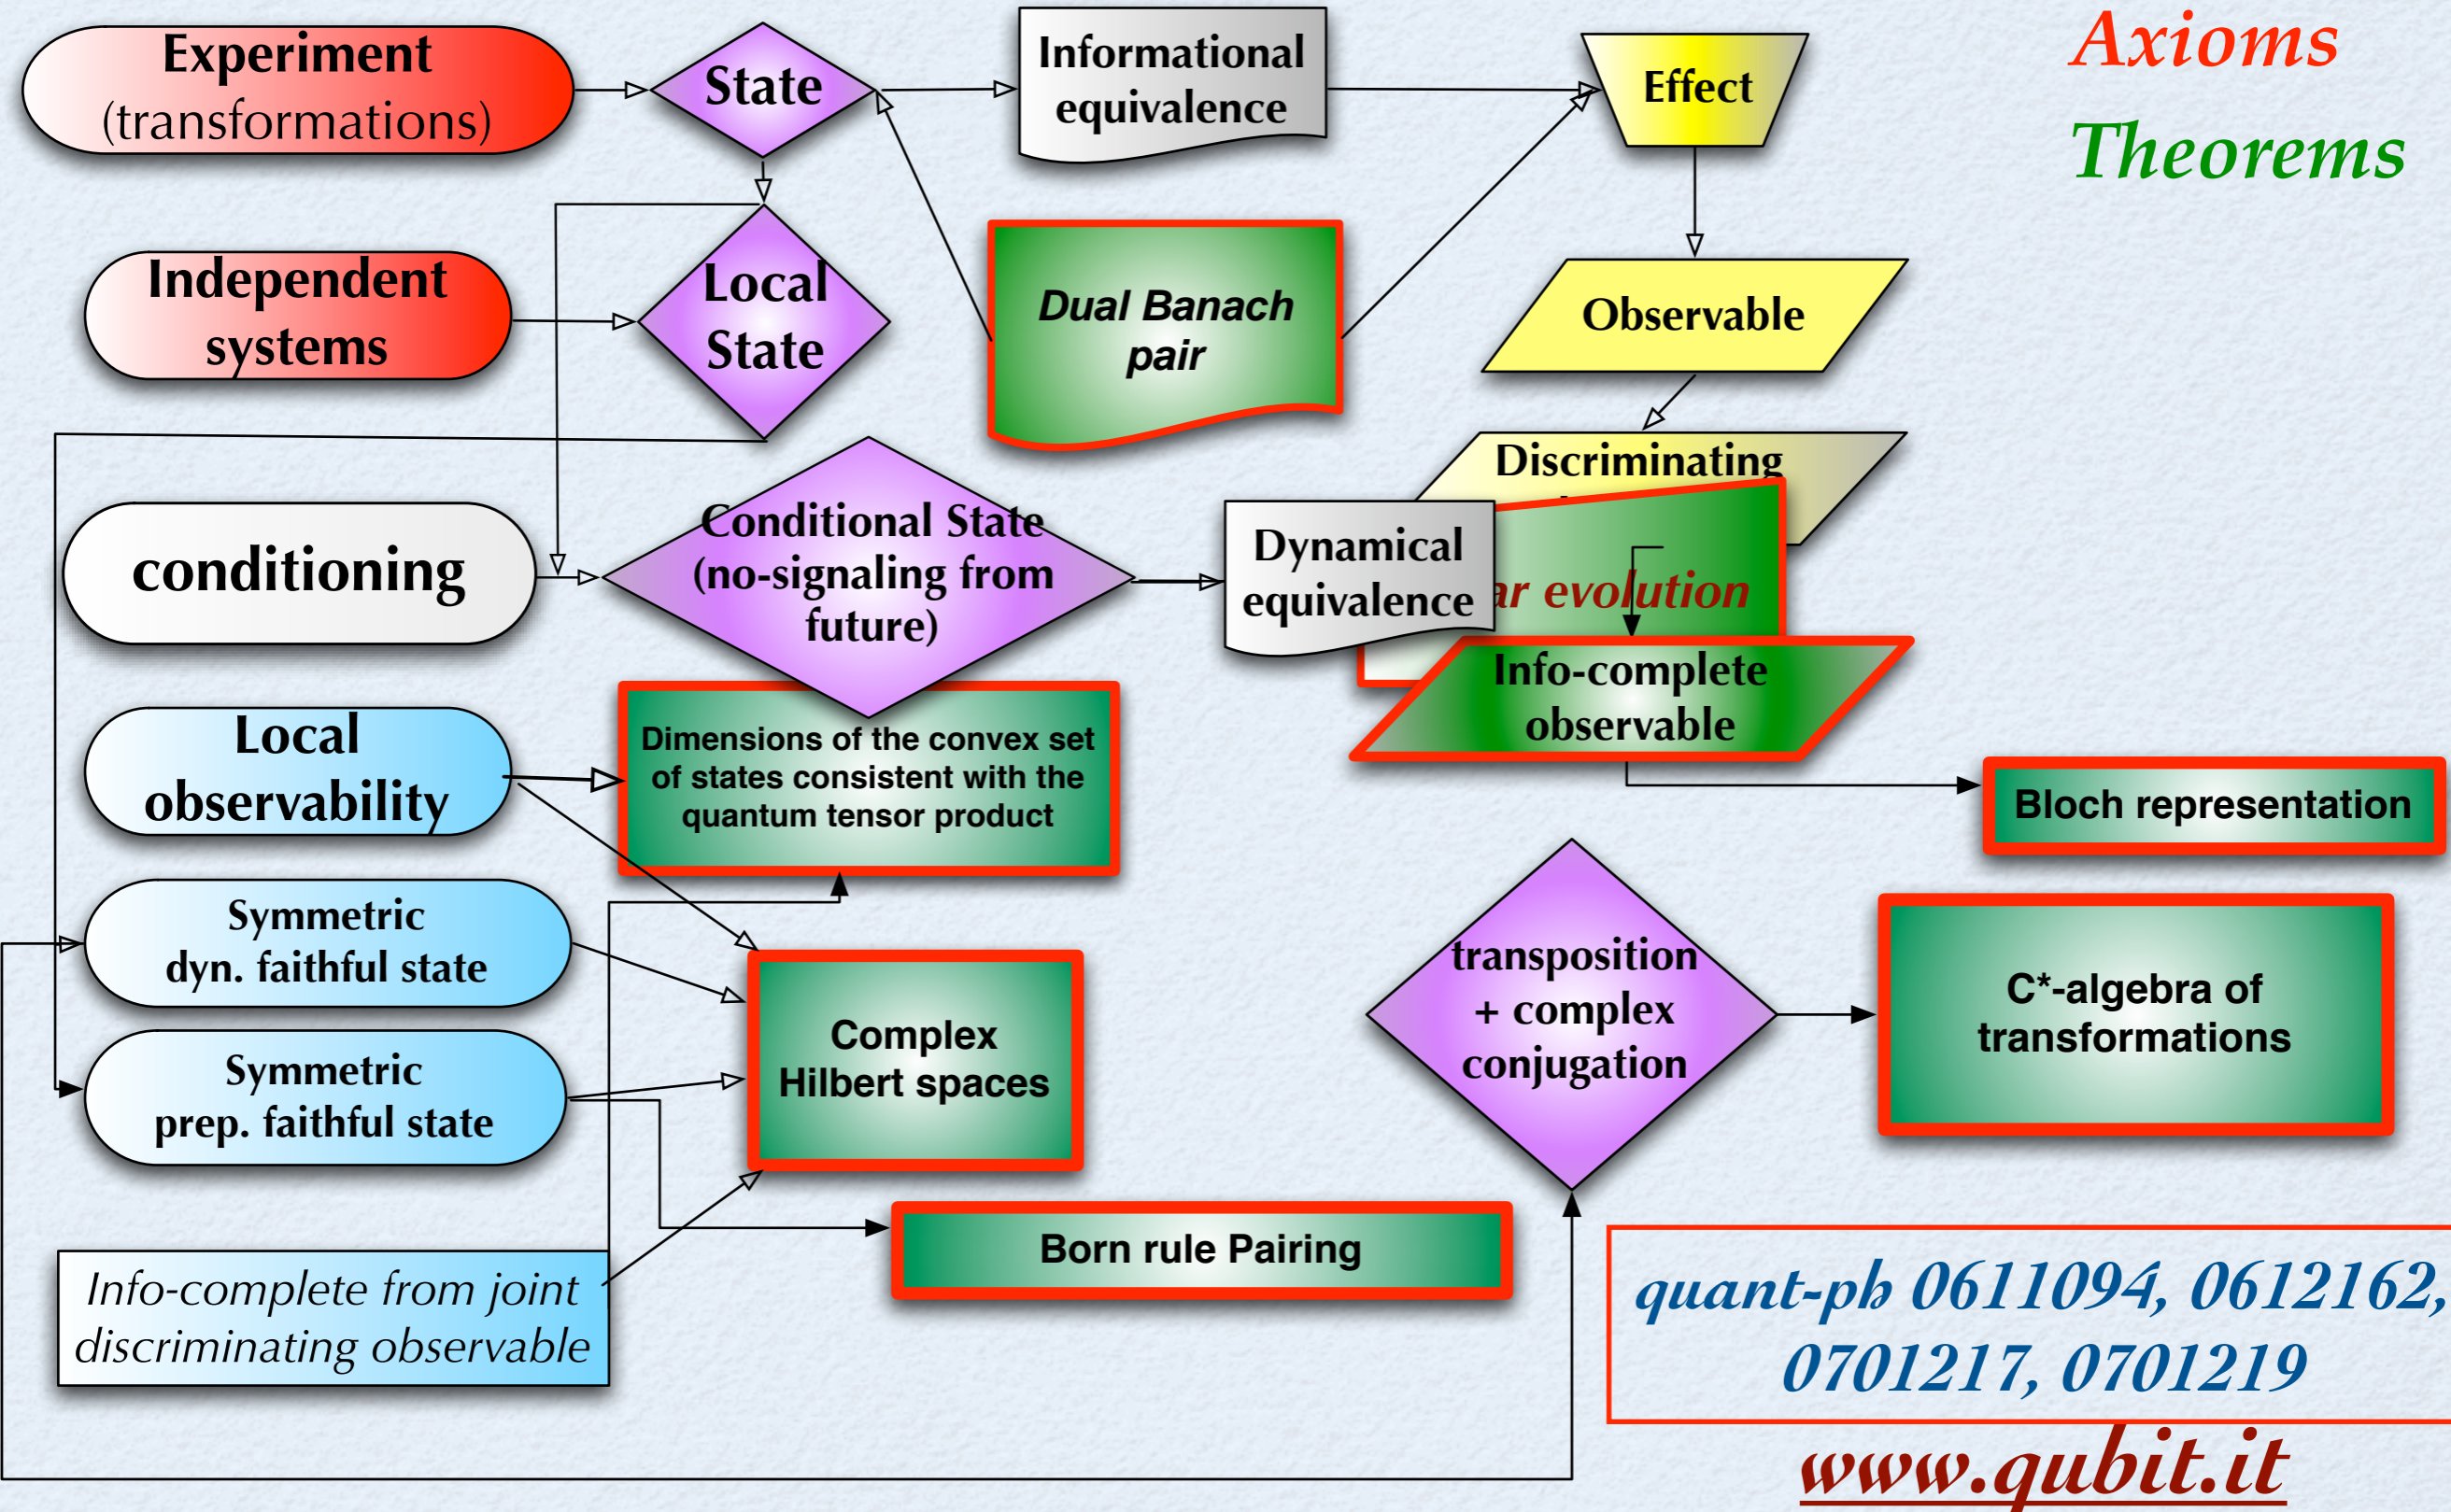 Axioms
Theorems
Experiment
(transformations)
State
Informational
equivalence
Effect
Independent
systems
Local
State
Dual Banach
pair
Observable
Discriminating
conditioning
Conditional State
(no-signaling from
future)
Dynamical
equivalence
evolution
Info-complete
observable
Local
observability
Dimensions of the convex set
of states consistent with the
quantum tensor product
Bloch representation
Symmetric
dyn. faithful state
Symmetric
prep. faithful state
Complex
Hilbert spaces
transposition
+ complex
conjugation
C*-algebra of
transformations
Born rule Pairing
Info-complete from joint
discriminating observable
quant-ph 0611094, 0612162,
0701217, 0701219
www.qubit.it